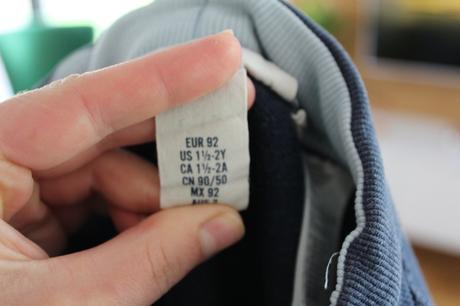 EUR 92
US 1½-2Y
CA 1½-2A
CN 90/50
MX 92